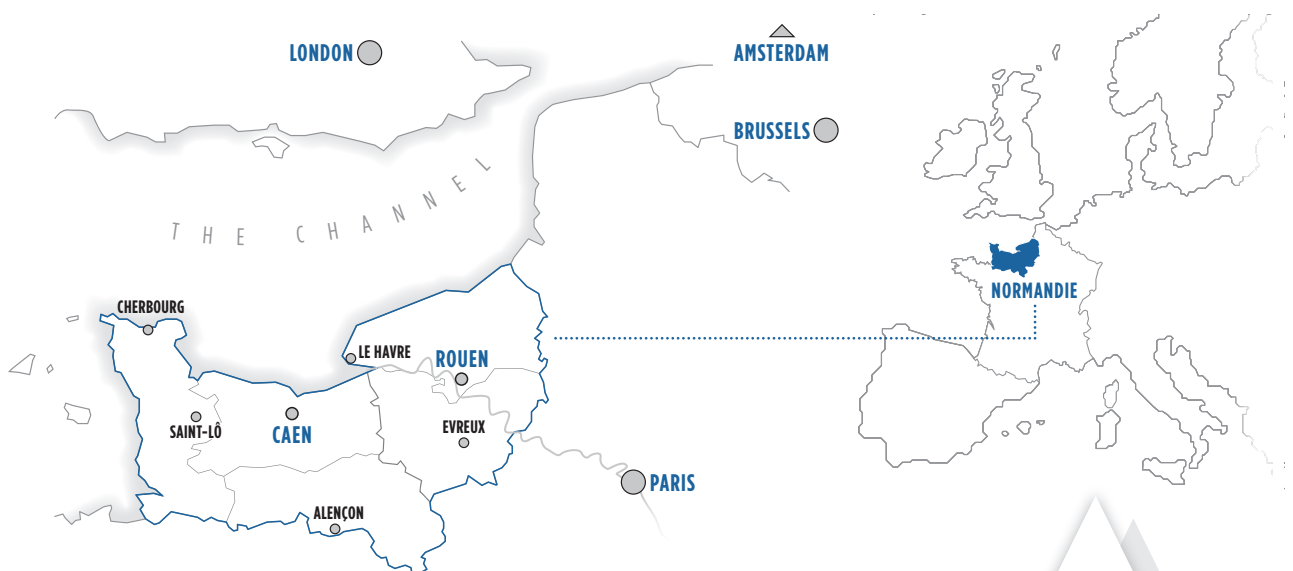 LONDON
AMSTERDAM
BRUSSELS
THE CHANNEL
NORMANDIE
CHERBOURG
LE HAVRE
ROUEN
SAINT-LÔ
CAEN
EVREUX
PARIS
ALENÇON